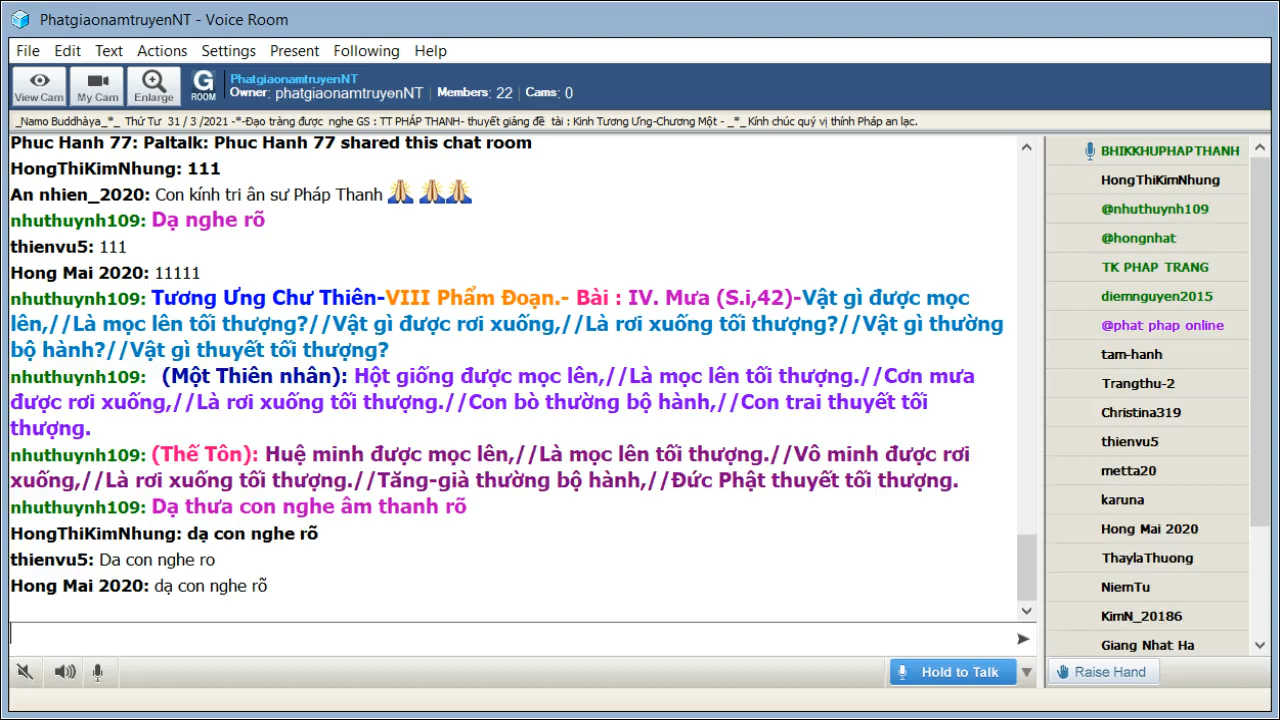 PhatgiaonamtruyenNT - Voice Room
File Edit Text Actions Settings Present Following Help
View Cam My Cam Enlarge G ROOM PhatgiaonamtruyenNT
Owner: phatgiaonamtruyenNT | Members: 22 | Cams: 0
_Namo Buddhàya_*_ Thứ Tư 31 / 3 /2021 -*-Đạo tràng được nghe GS : TT PHÁP THANH- thuyết giảng đề tài : Kinh Tương Ưng-Chương Một - _*_ Kính chúc quý vị thính Pháp an lạc.
Phuc Hanh 77: Paltalk: Phuc Hanh 77 shared this chat room
HongThiKimNhung: 111
An nhien_2020: Con kính tri ân sư Pháp Thanh 🙏 🙏🙏
nhuthuynh109: Dạ nghe rõ
thienvu5: 111
Hong Mai 2020: 11111
nhuthuynh109: Tương Ưng Chư Thiên-VIII Phẩm Đoạn.- Bài : IV. Mưa (S.i,42)-Vật gì được mọc
lên,//Là mọc lên tối thượng?//Vật gì được rơi xuống,//Là rơi xuống tối thượng?//Vật gì thường
bộ hành?//Vật gì thuyết tối thượng?
nhuthuynh109: (Một Thiên nhân): Hột giống được mọc lên,//Là mọc lên tối thượng.//Cơn mưa
được rơi xuống,//Là rơi xuống tối thượng.//Con bò thường bộ hành,//Con trai thuyết tối
thượng.
nhuthuynh109: (Thế Tôn): Huệ minh được mọc lên,//Là mọc lên tối thượng.//Vô minh được rơi
xuống,//Là rơi xuống tối thượng.//Tăng-già thường bộ hành,//Đức Phật thuyết tối thượng.
nhuthuynh109: Dạ thưa con nghe âm thanh rõ
HongThiKimNhung: dạ con nghe rõ
thienvu5: Da con nghe ro
Hong Mai 2020: dạ con nghe rõ
BHIKKHUPHAPTHANH
HongThiKimNhung
@nhuthuynh109
@hongnhat
TK PHAP TRANG
diemnguyen2015
@phat phap online
tam-hanh
Trangthu-2
Christina319
thienvu5
metta20
karuna
Hong Mai 2020
ThaylaThuong
NiemTu
KimN_20186
Giang Nhat Ha
Hold to Talk
Raise Hand